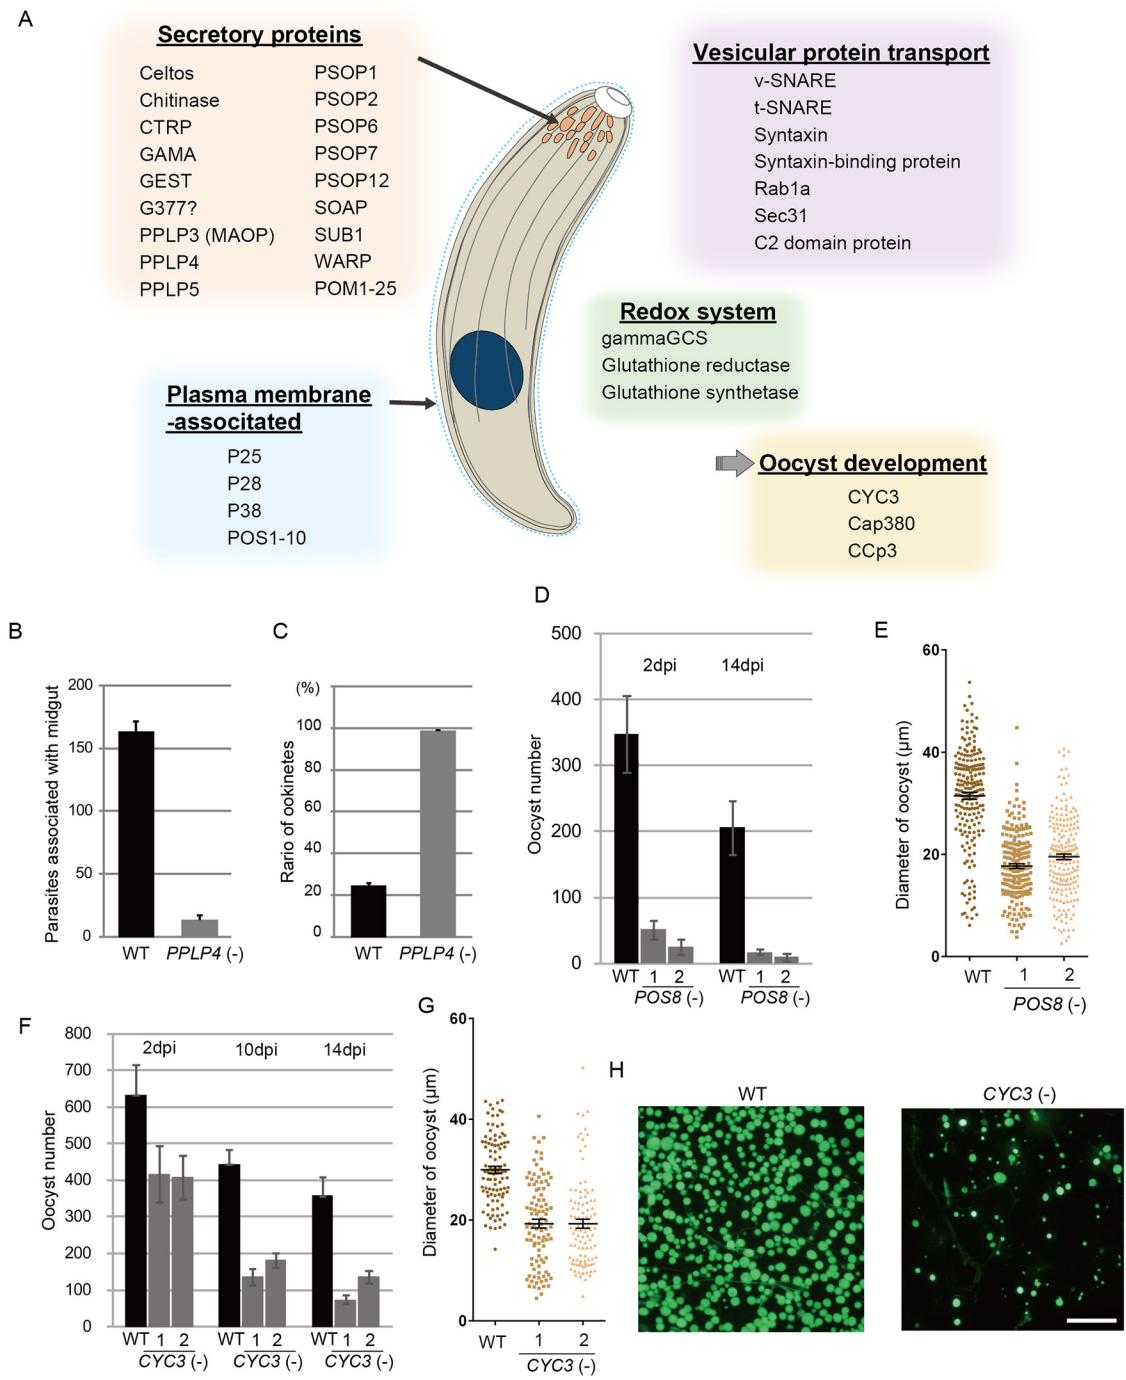 A
Secretory proteins
Celtos
Chitinase
CTRP
GAMA
GEST
G377?
PPLP3 (MAOP)
PPLP4
PPLP5
PSOP1
PSOP2
PSOP6
PSOP7
PSOP12
SOAP
SUB1
WARP
POM1-25
Vesicular protein transport
v-SNARE
t-SNARE
Syntaxin
Syntaxin-binding protein
Rab1a
Sec31
C2 domain protein
Redox system
gammaGCS
Glutathione reductase
Glutathione synthetase
Plasma membrane
-associtated
P25
P28
P38
POS1-10
Oocyst development
CYC3
Cap380
CCp3
B
Parasites associated with midgut
200
150
100
50
0
WT
PPLP4 (-)
C
(%)
Rario of ookinetes
100
80
60
40
20
0
WT
PPLP4 (-)
D
Oocyst number
500
400
300
200
100
0
2dpi
14dpi
WT 1 2
POS8 (-)
WT 1 2
POS8 (-)
E
Diameter of oocyst (µm)
60
40
20
0
WT
1
2
POS8 (-)
F
Oocyst number
800
700
600
500
400
300
200
100
0
2dpi
10dpi
14dpi
WT 1 2
CYC3 (-)
WT 1 2
CYC3 (-)
WT 1 2
CYC3 (-)
G
Diameter of oocyst (µm)
60
40
20
0
WT
1
2
CYC3 (-)
H
WT
CYC3 (-)